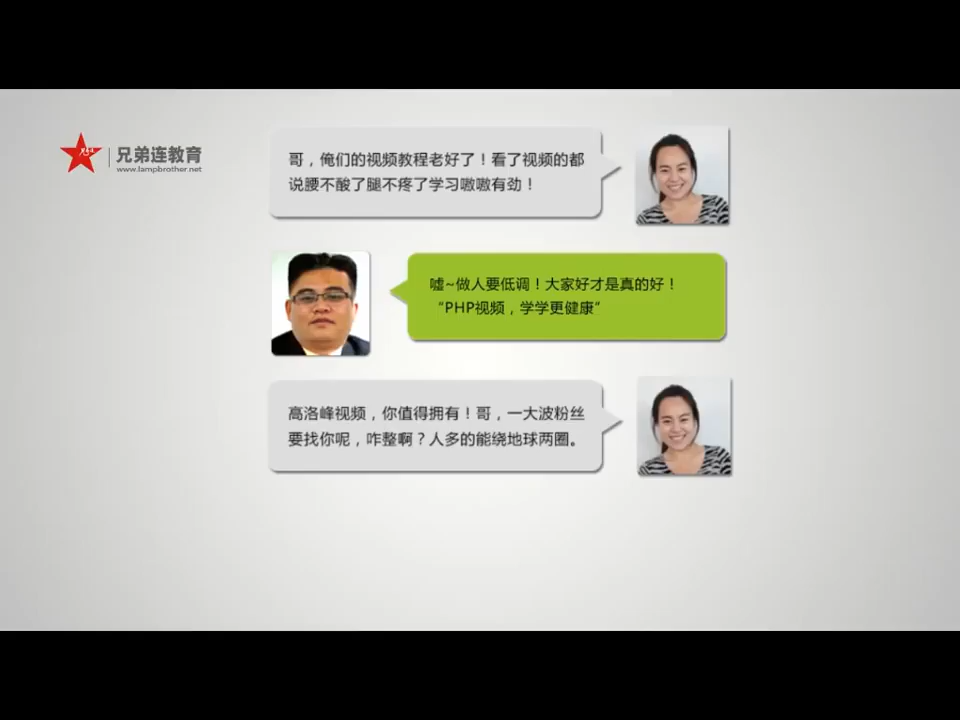 兄弟连教育
www.lampbrother.net
哥，俺们的视频教程老好了！看了视频的都
说腰不酸了腿不疼了学习嗷嗷有劲！
嘘~做人要低调！大家好才是真的好！
“PHP视频，学学更健康”
高洛峰视频，你值得拥有！哥，一大波粉丝
要找你呢，咋整啊？人多的能绕地球两圈。